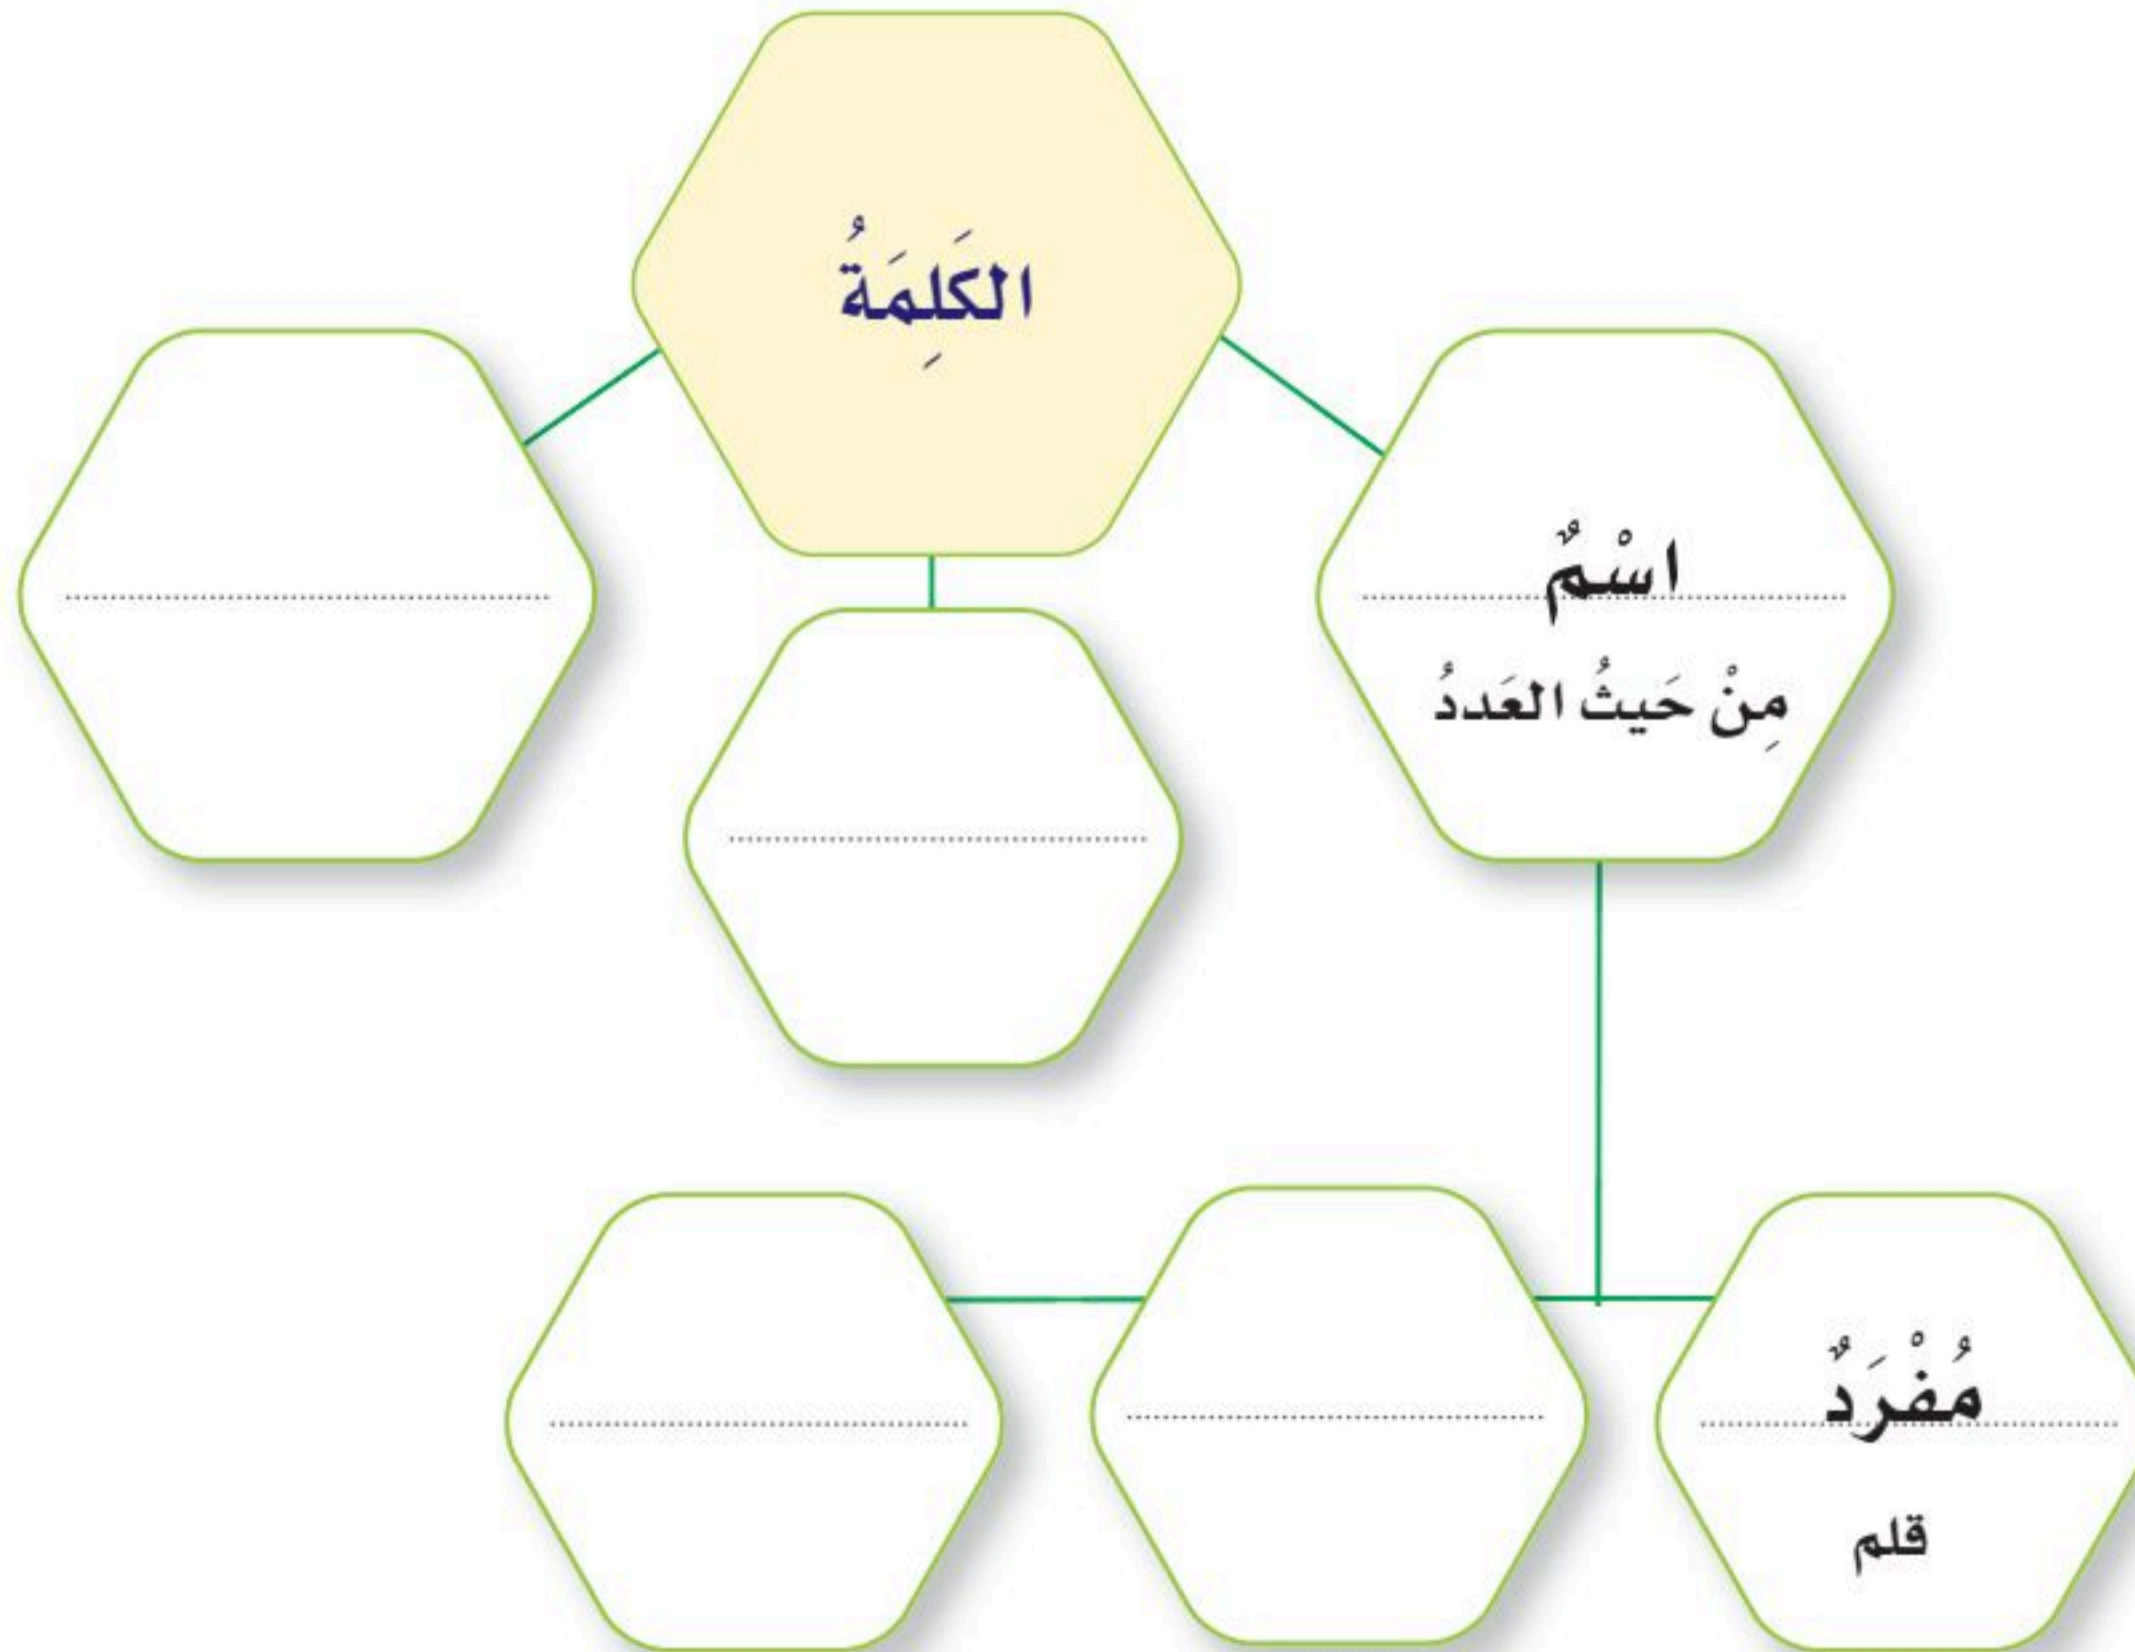 الكَلِمَةُ
اسْمٌ
مِنْ حَيثُ العَددُ
مُفْرَدٌ
قلم